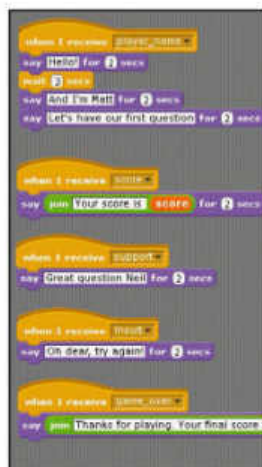 when I receive player_name
say Hello! for 2 secs
wait 3 secs
say And I'm Matt for 2 secs
say Let's have our first question for 2 secs
when I receive score
say join Your score is score for 2 secs
when I receive support
say Great question Neil for 2 secs
when I receive
say Oh dear, try again! for 2 secs
when I receive game_over
say join Thanks for playing. Your final score